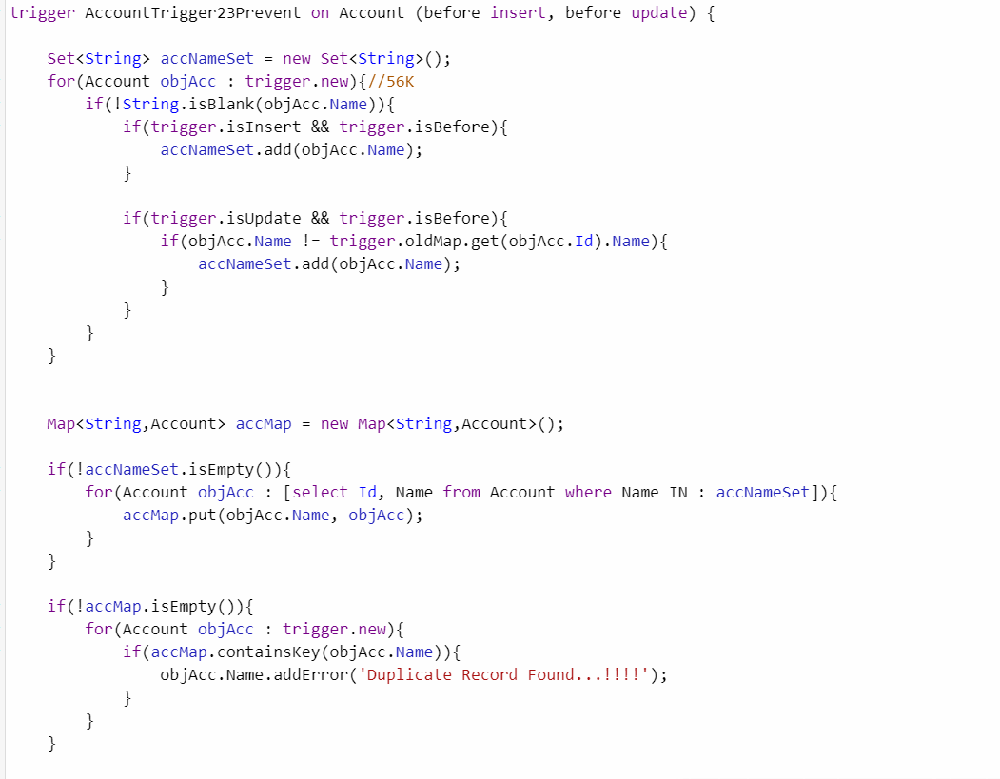 trigger AccountTrigger23Prevent on Account (before insert, before update) {
Set<String> accNameSet = new Set<String>();
for(Account objAcc : trigger.new){//56K
if(!String.isBlank(objAcc.Name)){
if(trigger.isInsert && trigger.isBefore){
accNameSet.add(objAcc.Name);
}
if(trigger.isUpdate && trigger.isBefore){
if(objAcc.Name != trigger.oldMap.get(objAcc.Id).Name){
accNameSet.add(objAcc.Name);
}
}
}
}
Map<String,Account> accMap = new Map<String,Account>();
if(!accNameSet.isEmpty()){
for(Account objAcc : [select Id, Name from Account where Name IN : accNameSet]){
accMap.put(objAcc.Name, objAcc);
}
}
if(!accMap.isEmpty()){
for(Account objAcc : trigger.new){
if(accMap.containsKey(objAcc.Name)){
objAcc.Name.addError('Duplicate Record Found...!!!!');
}
}
}